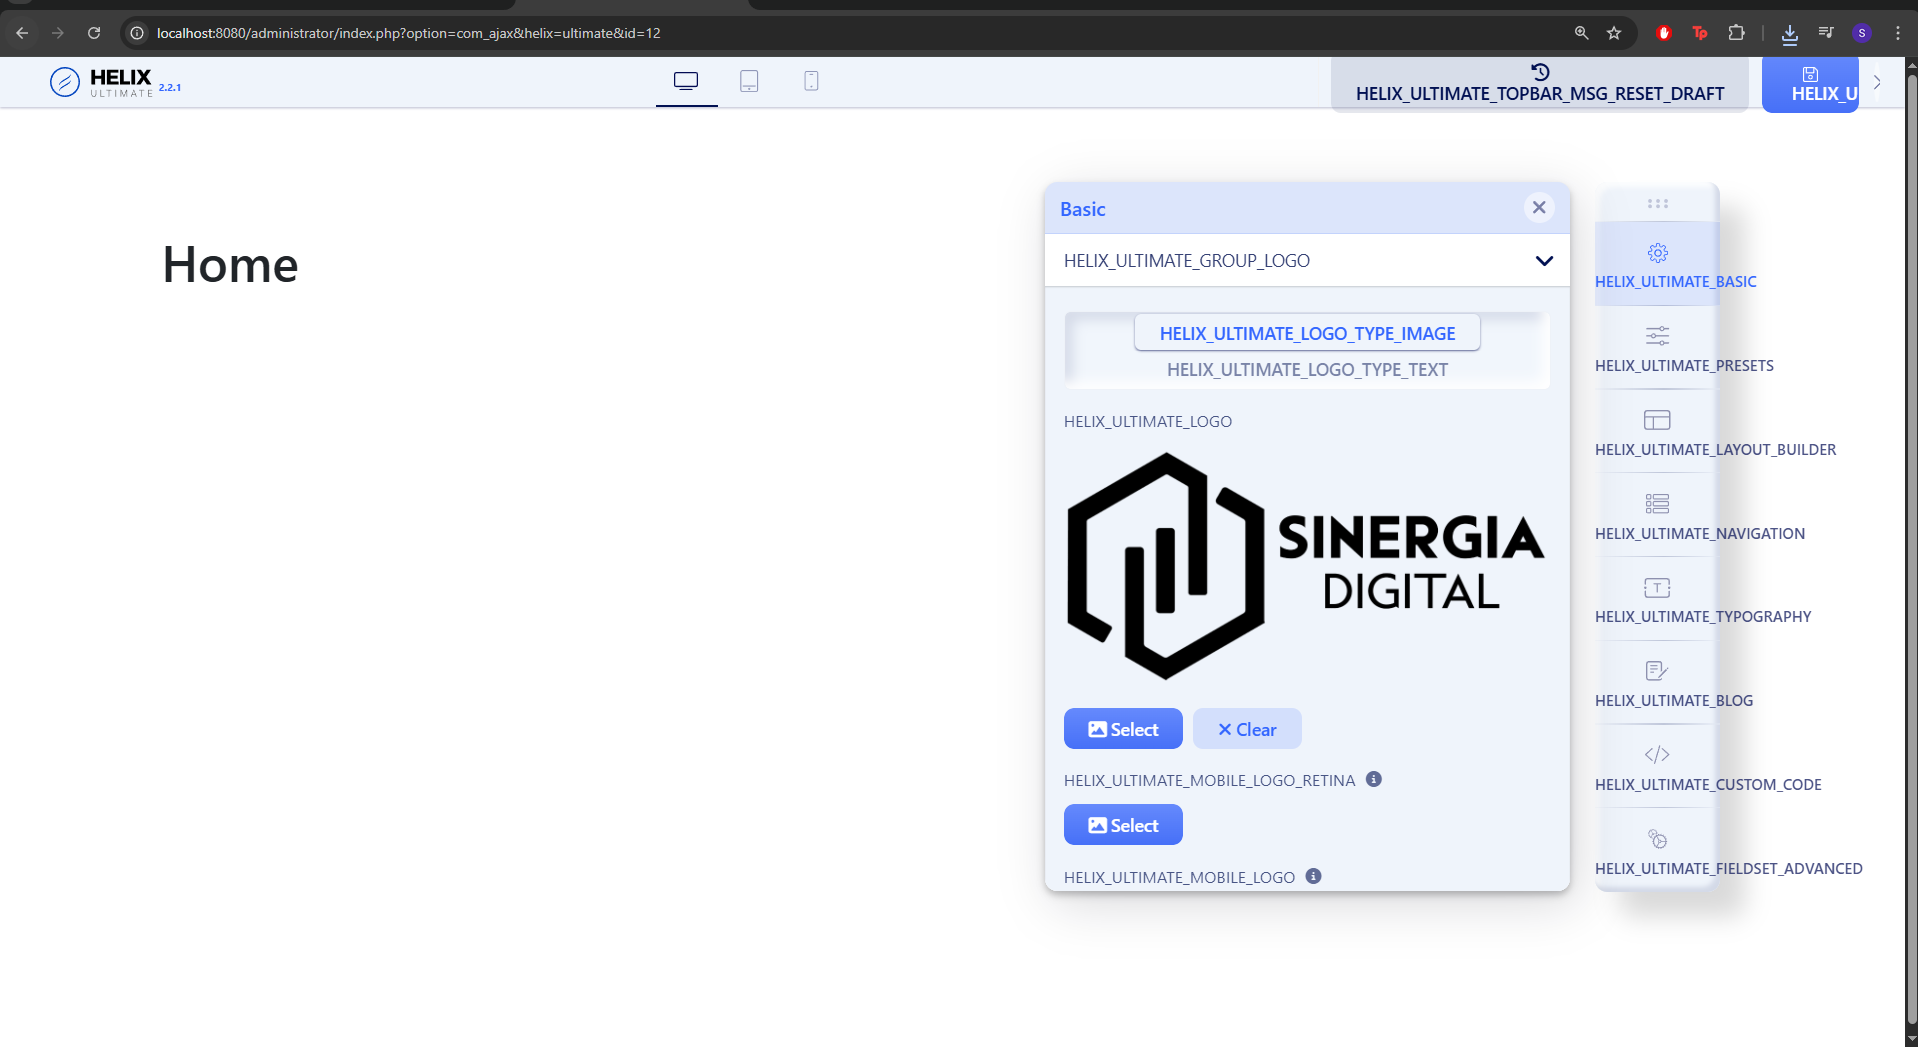 localhost:8080/administrator/index.php?option=com_ajax&helix=ultimate&id=12
Tp
S
HELIX
ULTIMATE 2.2.1
HELIX_ULTIMATE_TOPBAR_MSG_RESET_DRAFT
HELIX_U
Home
Basic
HELIX_ULTIMATE_GROUP_LOGO
HELIX_ULTIMATE_LOGO_TYPE_IMAGE
HELIX_ULTIMATE_LOGO_TYPE_TEXT
HELIX_ULTIMATE_LOGO
SINERGIA
DIGITAL
Select
Clear
HELIX_ULTIMATE_MOBILE_LOGO_RETINA
Select
HELIX_ULTIMATE_MOBILE_LOGO
HELIX_ULTIMATE_BASIC
HELIX_ULTIMATE_PRESETS
HELIX_ULTIMATE_LAYOUT_BUILDER
HELIX_ULTIMATE_NAVIGATION
T
HELIX_ULTIMATE_TYPOGRAPHY
HELIX_ULTIMATE_BLOG
HELIX_ULTIMATE_CUSTOM_CODE
HELIX_ULTIMATE_FIELDSET_ADVANCED